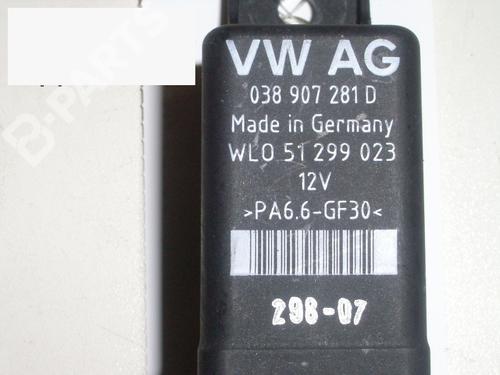 VW AG
038 907 281 D
Made in Germany
WLO 51 299 023
12V
>PA6.6-GF30<
298-07
B-PARTS